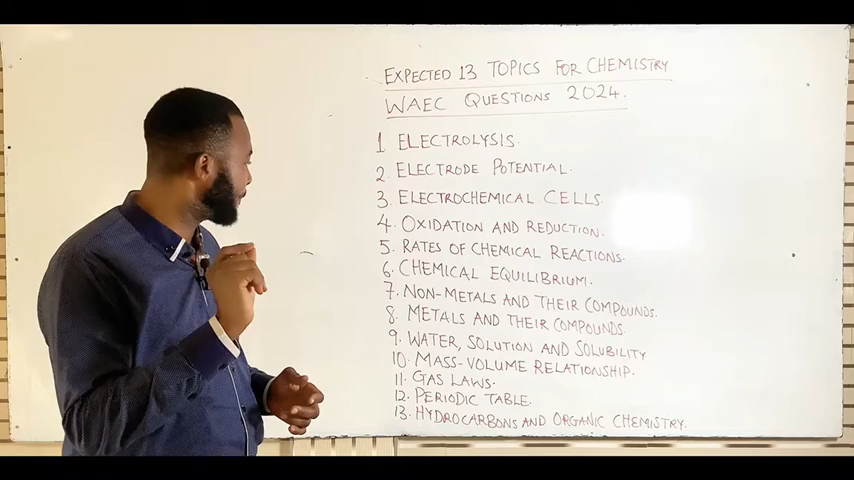 EXPECTED 13 TOPICS FOR CHEMISTRY
WAEC QUESTIONS 2024.
1 ELECTROLYSIS.
2 ELECTRODE POTENTIAL.
3. ELECTROCHEMICAL CELLS.
4. OXIDATION AND REDUCTION.
5. RATES OF CHEMICAL REACTIONS.
6. CHEMICAL EQUILIBRIUM.
7. NON-METALS AND THEIR COMPOUNDS.
8. METALS AND THEIR COMPOUNDS.
9. WATER, SOLUTION AND SOLUBILITY
10. MASS-VOLUME RELATIONSHIP.
11. GAS LAWS.
12. PERIODIC TABLE.
13. HYDROCARBONS AND ORGANIC CHEMISTRY.